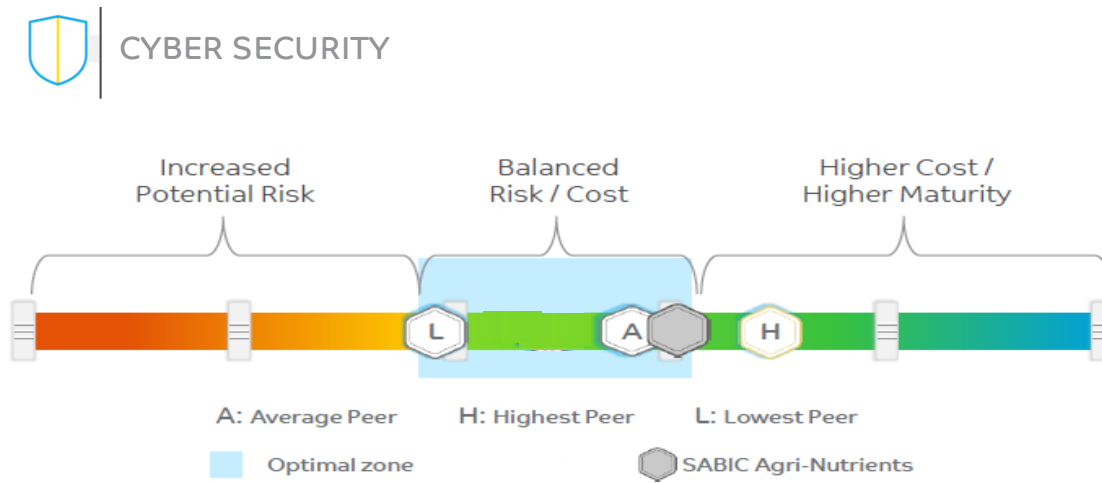 CYBER SECURITY
Increased
Potential Risk
Balanced
Risk / Cost
Higher Cost /
Higher Maturity
L
A
H
A: Average Peer
H: Highest Peer
L: Lowest Peer
Optimal zone
SABIC Agri-Nutrients